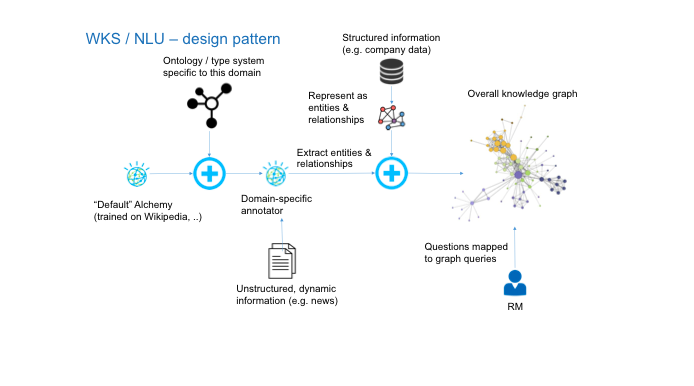 WKS / NLU – design pattern
Structured information
(e.g. company data)
Ontology / type system
specific to this domain
Represent as
entities &
relationships
Overall knowledge graph
Extract entities &
relationships
“Default” Alchemy
(trained on Wikipedia, ..)
Domain-specific
annotator
Questions mapped
to graph queries
Unstructured, dynamic
information (e.g. news)
RM